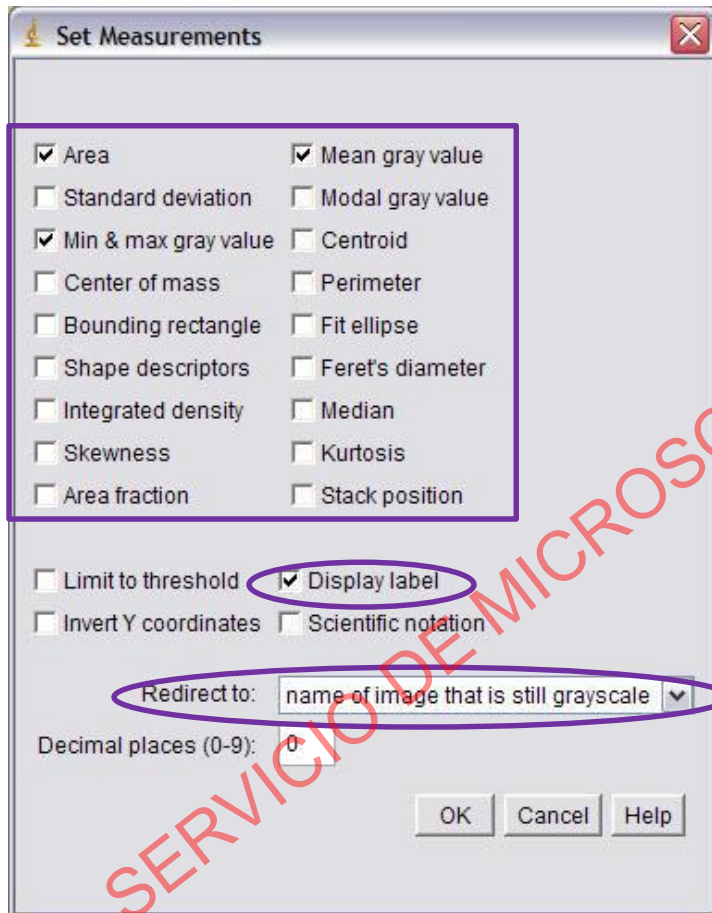 Set Measurements
Area Mean gray value
Standard deviation Modal gray value
Min & max gray value Centroid
Center of mass Perimeter
Bounding rectangle Fit ellipse
Shape descriptors Feret's diameter
Integrated density Median
Skewness Kurtosis
Area fraction Stack position
Limit to threshold Display label
Invert Y coordinates Scientific notation
Redirect to: name of image that is still grayscale
Decimal places (0-9): 0
OK Cancel Help
SERVICIO DE MICROSC